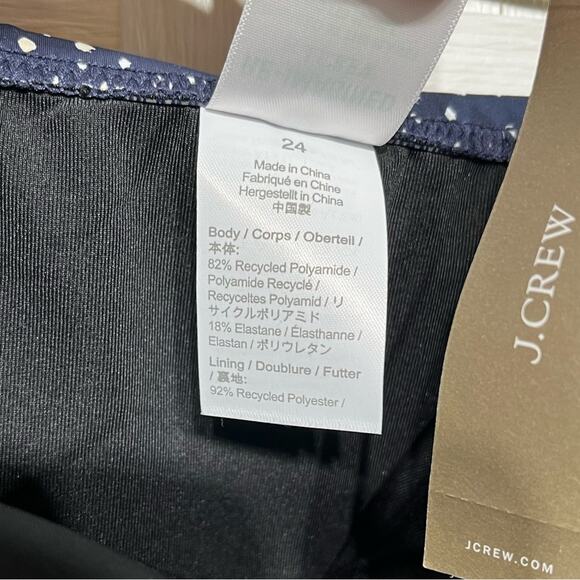 24
Made in China
Fabriqué en Chine
Hergestellt in China
中国製
Body / Corps / Oberteil /
本体:
82% Recycled Polyamide /
Polyamide Recyclé /
Recyceltes Polyamid / リ
サイクルポリアミド
18% Elastane / Élasthanne /
Elastan / ポリウレタン
Lining / Doublure / Futter
/ 裏地:
92% Recycled Polyester /
J.CREW
JCREW.COM